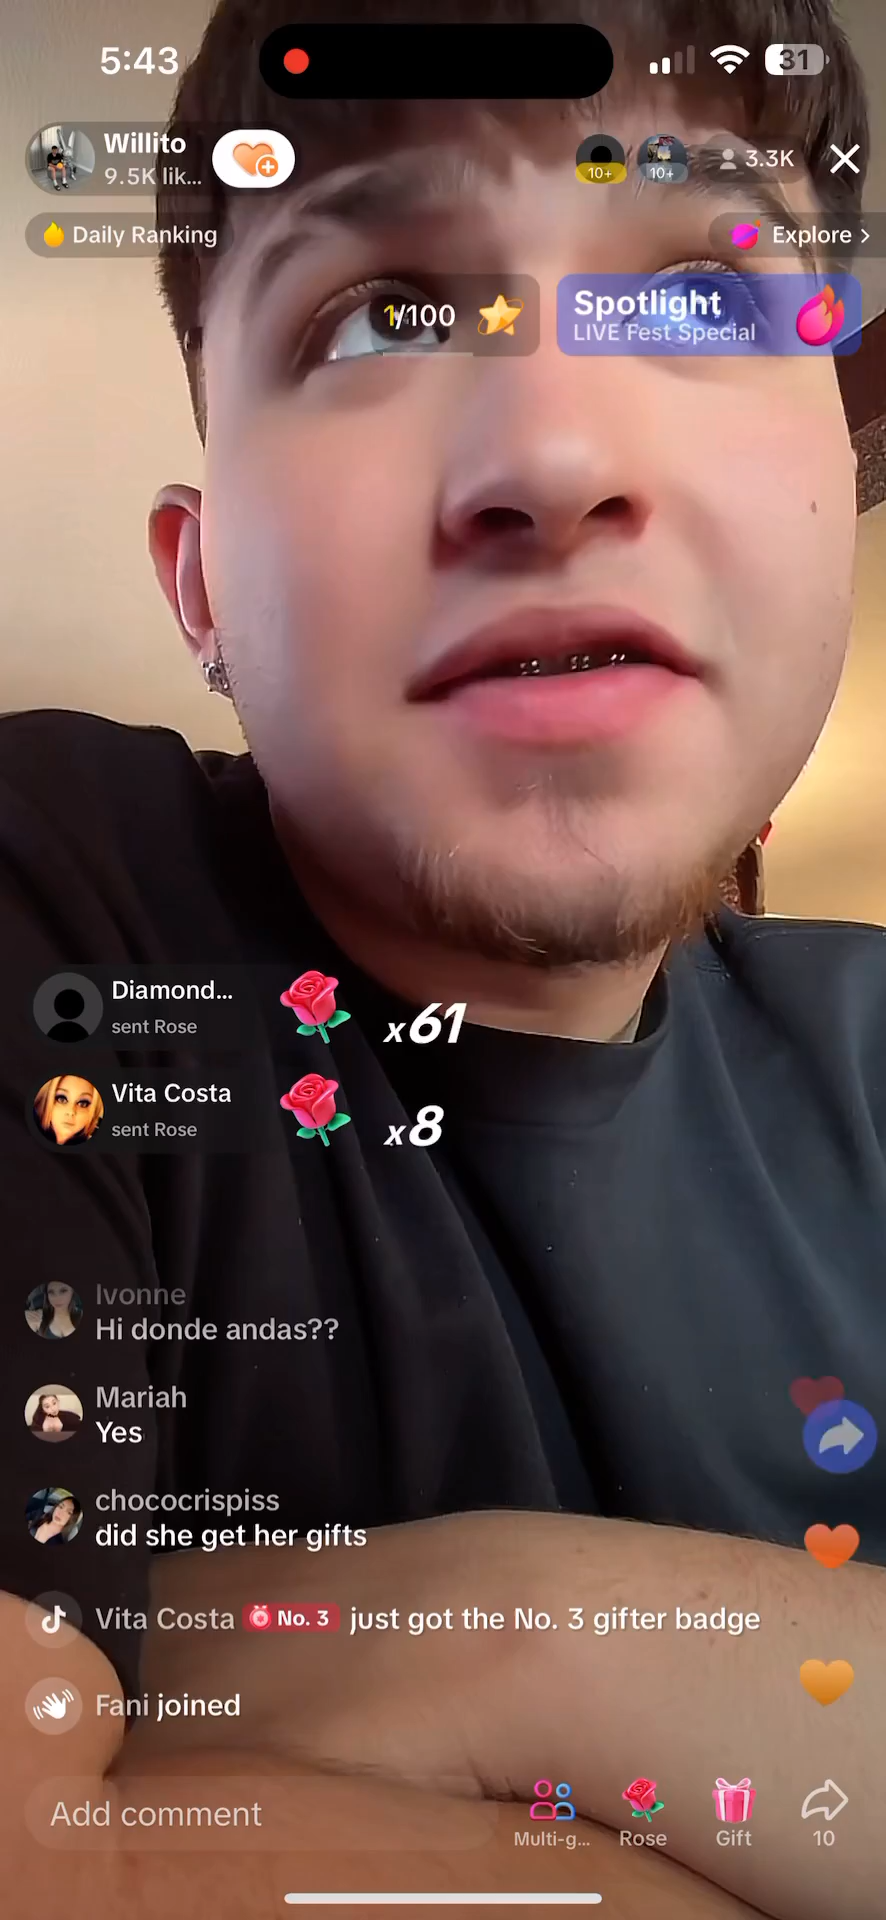 5:43
31
Willito
9.5K lik...
10+
10+
3.3K
Daily Ranking
Explore >
1/100
Spotlight
LIVE Fest Special
Diamond...
sent Rose
x61
Vita Costa
sent Rose
x8
Ivonne
Hi donde andas??
Mariah
Yes
chococrispiss
did she get her gifts
Vita Costa No. 3 just got the No. 3 gifter badge
Fani joined
Add comment
Multi-g...
Rose
Gift
10